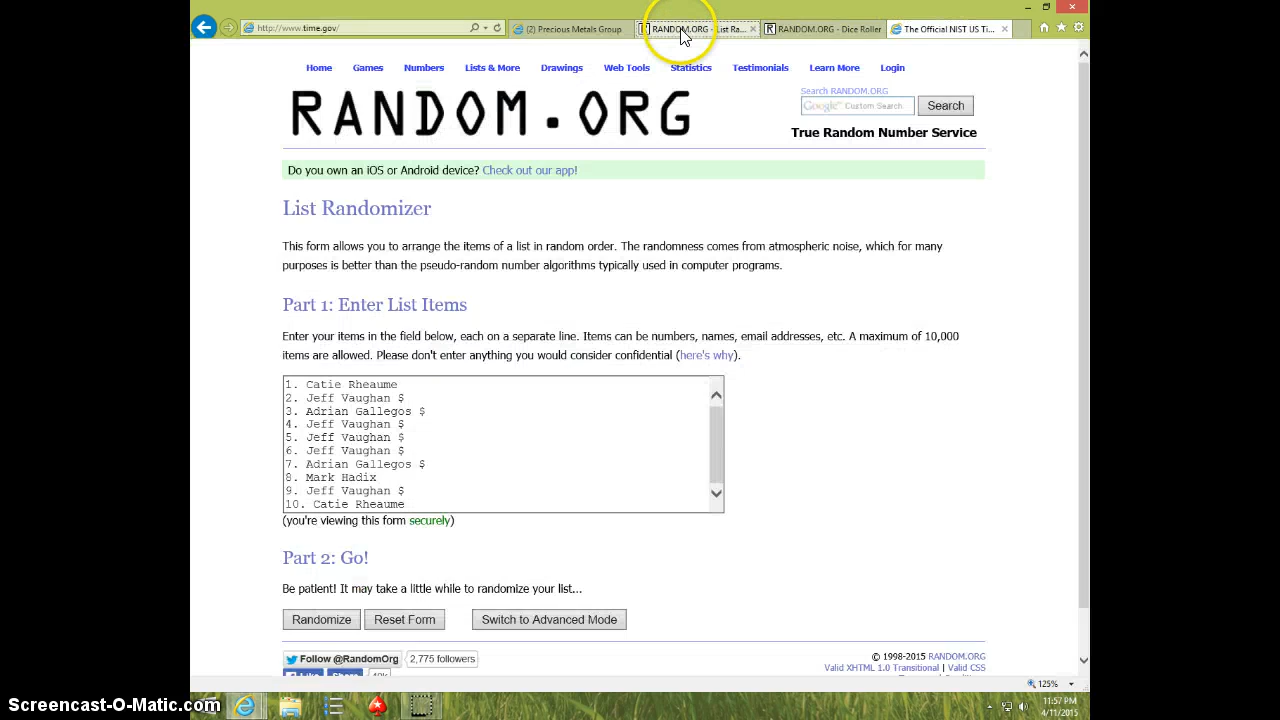 http://www.time.gov/
(2) Precious Metals Group
RANDOM.ORG - List Ra...
RANDOM.ORG - Dice Roller
The Official NIST US Ti...
Home Games Numbers Lists & More Drawings Web Tools Statistics Testimonials Learn More Login
RANDOM.ORG
Search RANDOM.ORG
Google™ Custom Search
Search
True Random Number Service
Do you own an iOS or Android device? Check out our app!
List Randomizer
This form allows you to arrange the items of a list in random order. The randomness comes from atmospheric noise, which for many
purposes is better than the pseudo-random number algorithms typically used in computer programs.
Part 1: Enter List Items
Enter your items in the field below, each on a separate line. Items can be numbers, names, email addresses, etc. A maximum of 10,000
items are allowed. Please don't enter anything you would consider confidential (here's why).
1. Catie Rheaume
2. Jeff Vaughan $
3. Adrian Gallegos $
4. Jeff Vaughan $
5. Jeff Vaughan $
6. Jeff Vaughan $
7. Adrian Gallegos $
8. Mark Hadix
9. Jeff Vaughan $
10. Catie Rheaume
(you're viewing this form securely)
Part 2: Go!
Be patient! It may take a little while to randomize your list...
Randomize
Reset Form
Switch to Advanced Mode
Follow @RandomOrg
2,775 followers
© 1998-2015 RANDOM.ORG
Valid XHTML 1.0 Transitional | Valid CSS
Like
Share
125%
11:57 PM
4/11/2015
Screencast-O-Matic.com